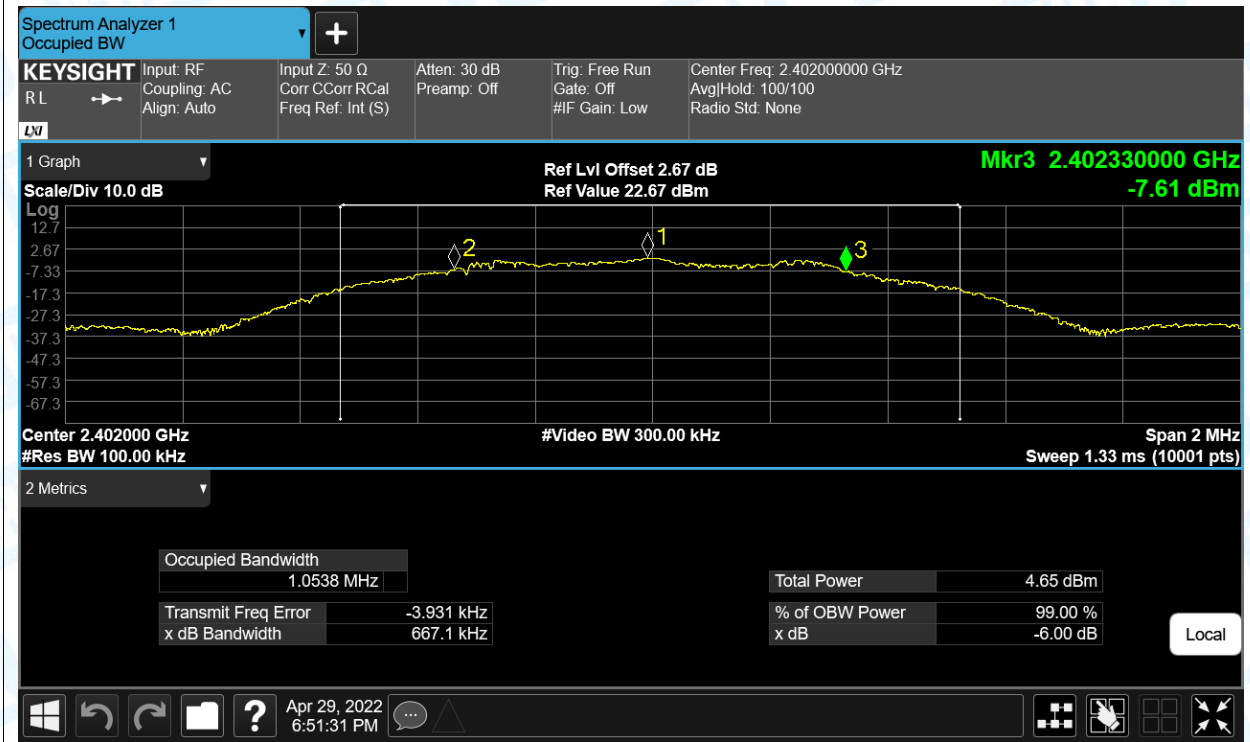 Spectrum Analyzer 1
Occupied BW
+
KEYSIGHT
R L
LXI
Input: RF
Coupling: AC
Align: Auto
Input Z: 50 Ω
Corr CCorr RCal
Freq Ref: Int (S)
Atten: 30 dB
Preamp: Off
Trig: Free Run
Gate: Off
#IF Gain: Low
Center Freq: 2.402000000 GHz
Avg|Hold: 100/100
Radio Std: None
1 Graph
Scale/Div 10.0 dB
Ref Lvl Offset 2.67 dB
Ref Value 22.67 dBm
Mkr3 2.402330000 GHz
-7.61 dBm
Log
12.7
2.67
-7.33
-17.3
-27.3
-37.3
-47.3
-57.3
-67.3
2
1
3
Center 2.402000 GHz
#Video BW 300.00 kHz
Span 2 MHz
#Res BW 100.00 kHz
Sweep 1.33 ms (10001 pts)
2 Metrics
Occupied Bandwidth
1.0538 MHz
Transmit Freq Error -3.931 kHz
x dB Bandwidth 667.1 kHz
Total Power 4.65 dBm
% of OBW Power 99.00 %
x dB -6.00 dB
Local
?
Apr 29, 2022
6:51:31 PM